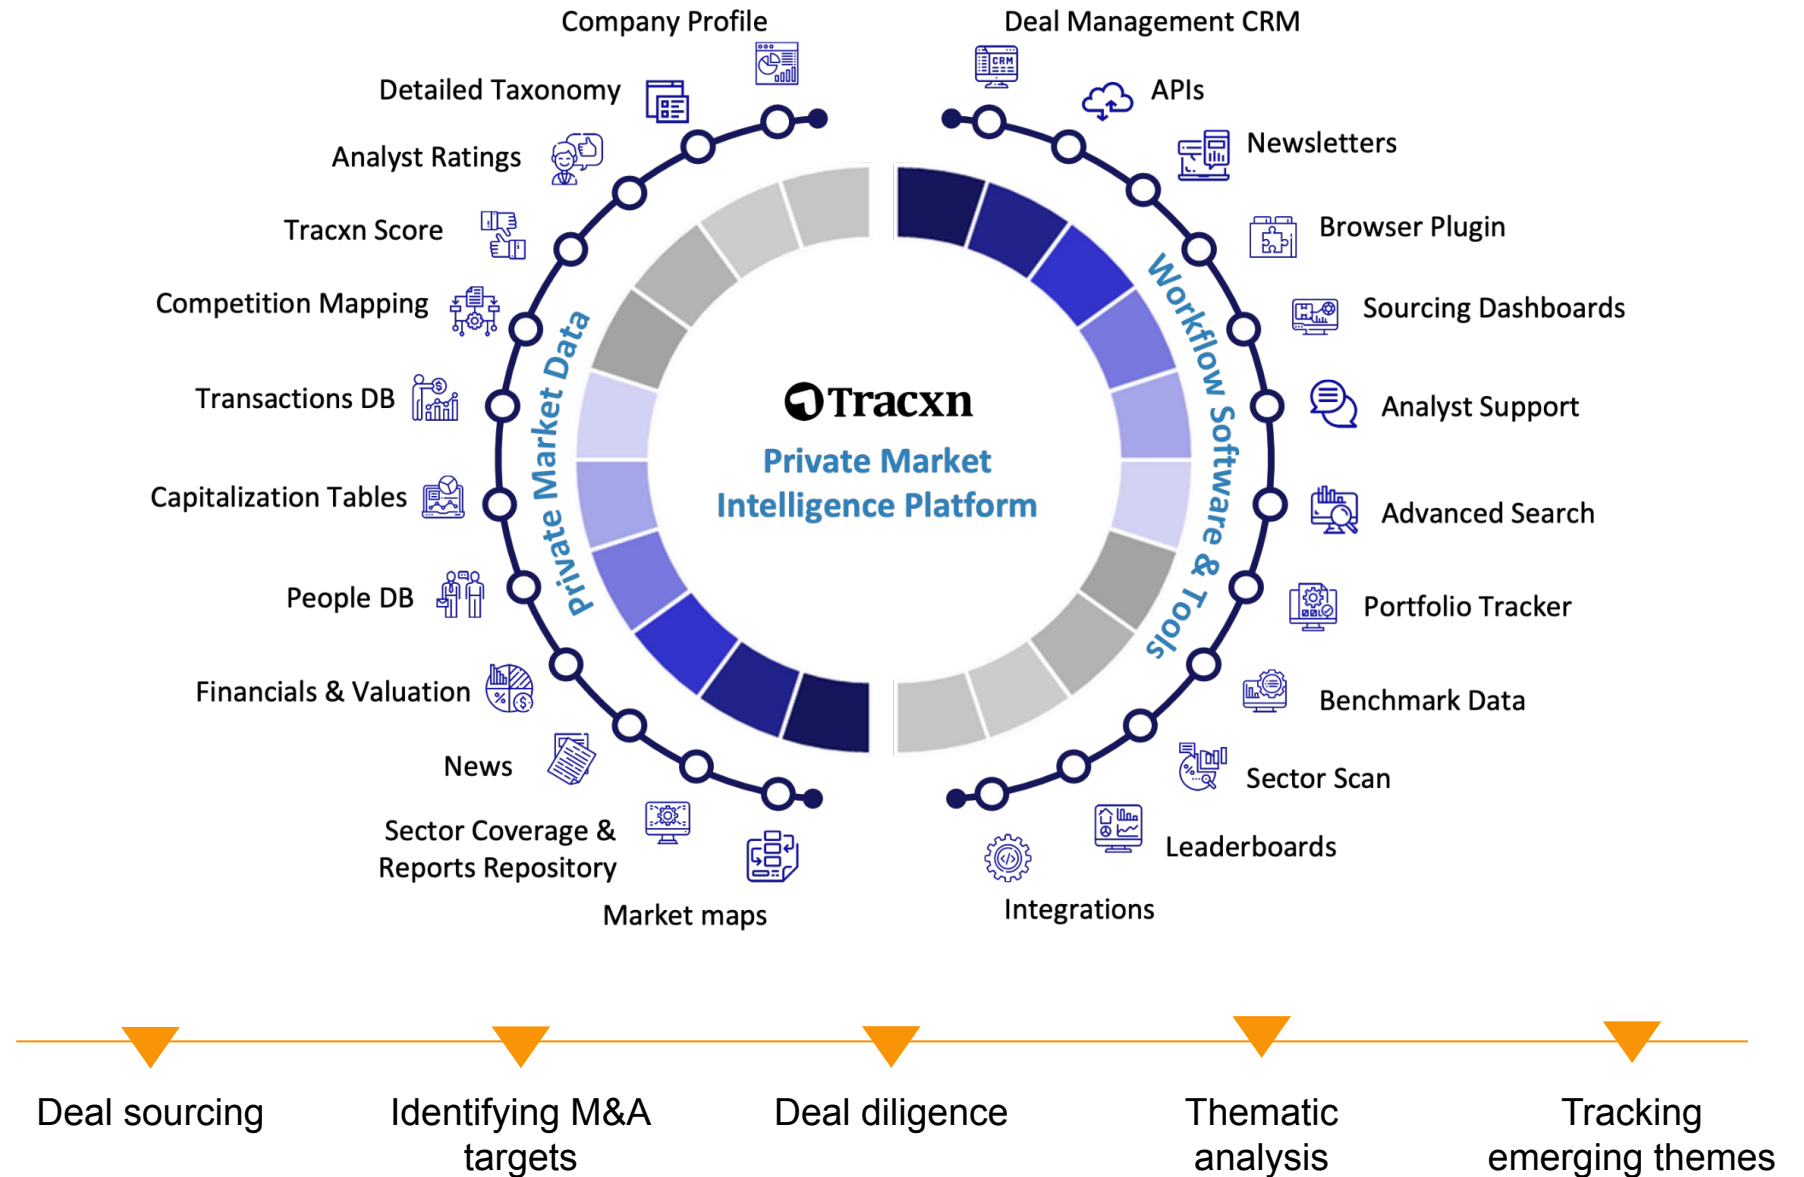 Company Profile
Detailed Taxonomy
Analyst Ratings
Tracxn Score
Competition Mapping
Transactions DB
Capitalization Tables
People DB
Financials & Valuation
News
Sector Coverage &
Reports Repository
Market maps
Private Market Data
Tracxn
Private Market
Intelligence Platform
Workflow Software & Tools
Deal Management CRM
CRM
APIs
Newsletters
Browser Plugin
Sourcing Dashboards
Analyst Support
Advanced Search
Portfolio Tracker
Benchmark Data
Sector Scan
Leaderboards
Integrations
Deal sourcing
Identifying M&A
targets
Deal diligence
Thematic
analysis
Tracking
emerging themes